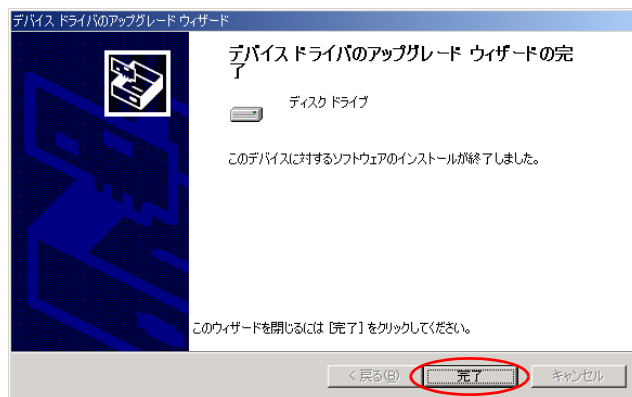 デバイス ドライバのアップグレード ウィザード
デバイス ドライバのアップグレード ウィザードの完
了
ディスク ドライブ
このデバイスに対するソフトウェアのインストールが終了しました。
このウィザードを閉じるには [完了] をクリックしてください。
< 戻る(B)
完了
キャンセル